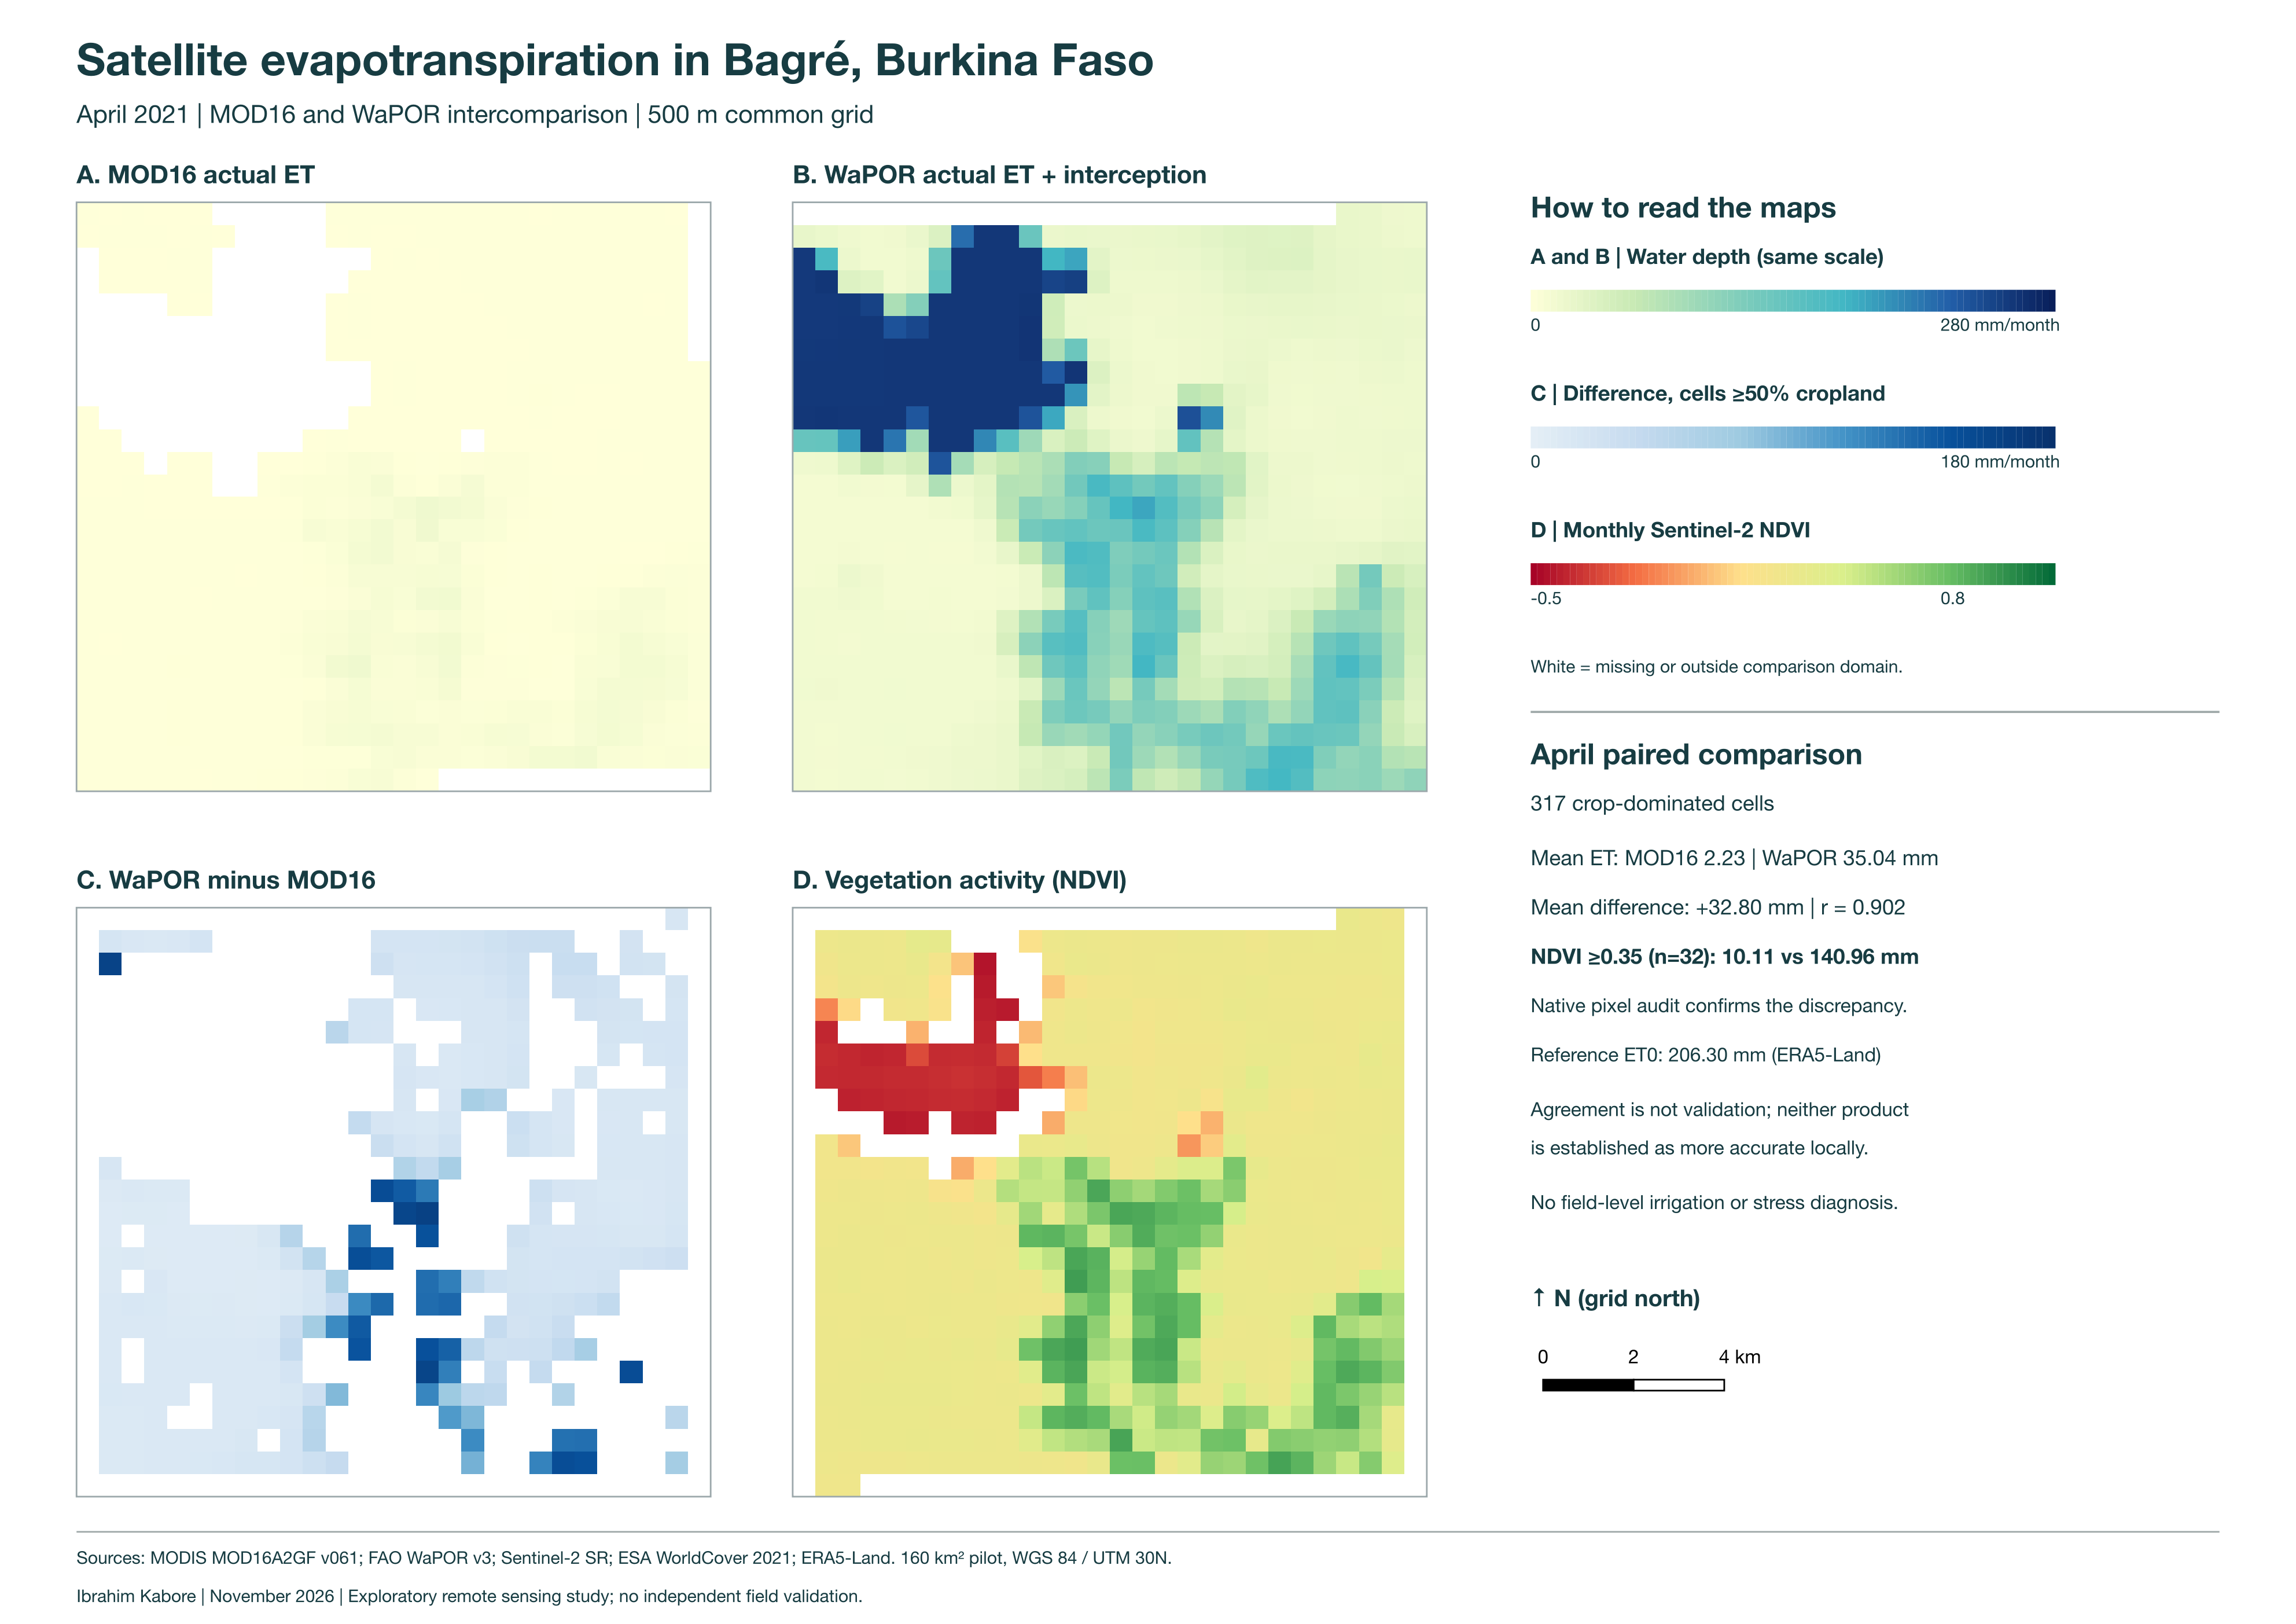 Satellite evapotranspiration in Bagré, Burkina Faso
April 2021 | MOD16 and WaPOR intercomparison | 500 m common grid
A. MOD16 actual ET
B. WaPOR actual ET + interception
C. WaPOR minus MOD16
D. Vegetation activity (NDVI)
How to read the maps
A and B | Water depth (same scale)
0
280 mm/month
C | Difference, cells ≥50% cropland
0
180 mm/month
D | Monthly Sentinel-2 NDVI
-0.5
0.8
White = missing or outside comparison domain.
April paired comparison
317 crop-dominated cells
Mean ET: MOD16 2.23 | WaPOR 35.04 mm
Mean difference: +32.80 mm | r = 0.902
NDVI ≥0.35 (n=32): 10.11 vs 140.96 mm
Native pixel audit confirms the discrepancy.
Reference ET0: 206.30 mm (ERA5-Land)
Agreement is not validation; neither product
is established as more accurate locally.
No field-level irrigation or stress diagnosis.
↑ N (grid north)
0 2 4 km
Sources: MODIS MOD16A2GF v061; FAO WaPOR v3; Sentinel-2 SR; ESA WorldCover 2021; ERA5-Land. 160 km² pilot, WGS 84 / UTM 30N.
Ibrahim Kabore | November 2026 | Exploratory remote sensing study; no independent field validation.